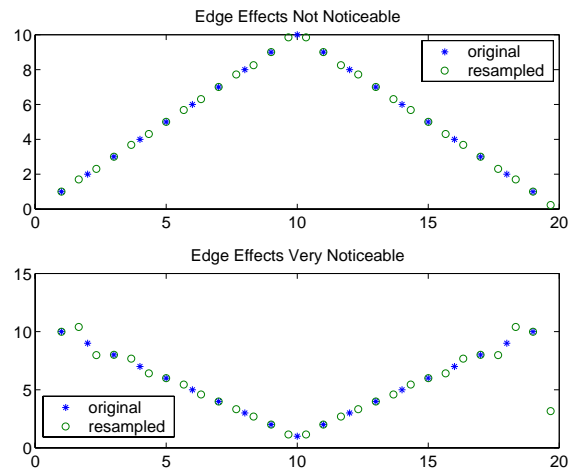 Edge Effects Not Noticeable
10
8
6
4
2
0
original
resampled
0 5 10 15 20
Edge Effects Very Noticeable
15
10
5
0
original
resampled
0 5 10 15 20